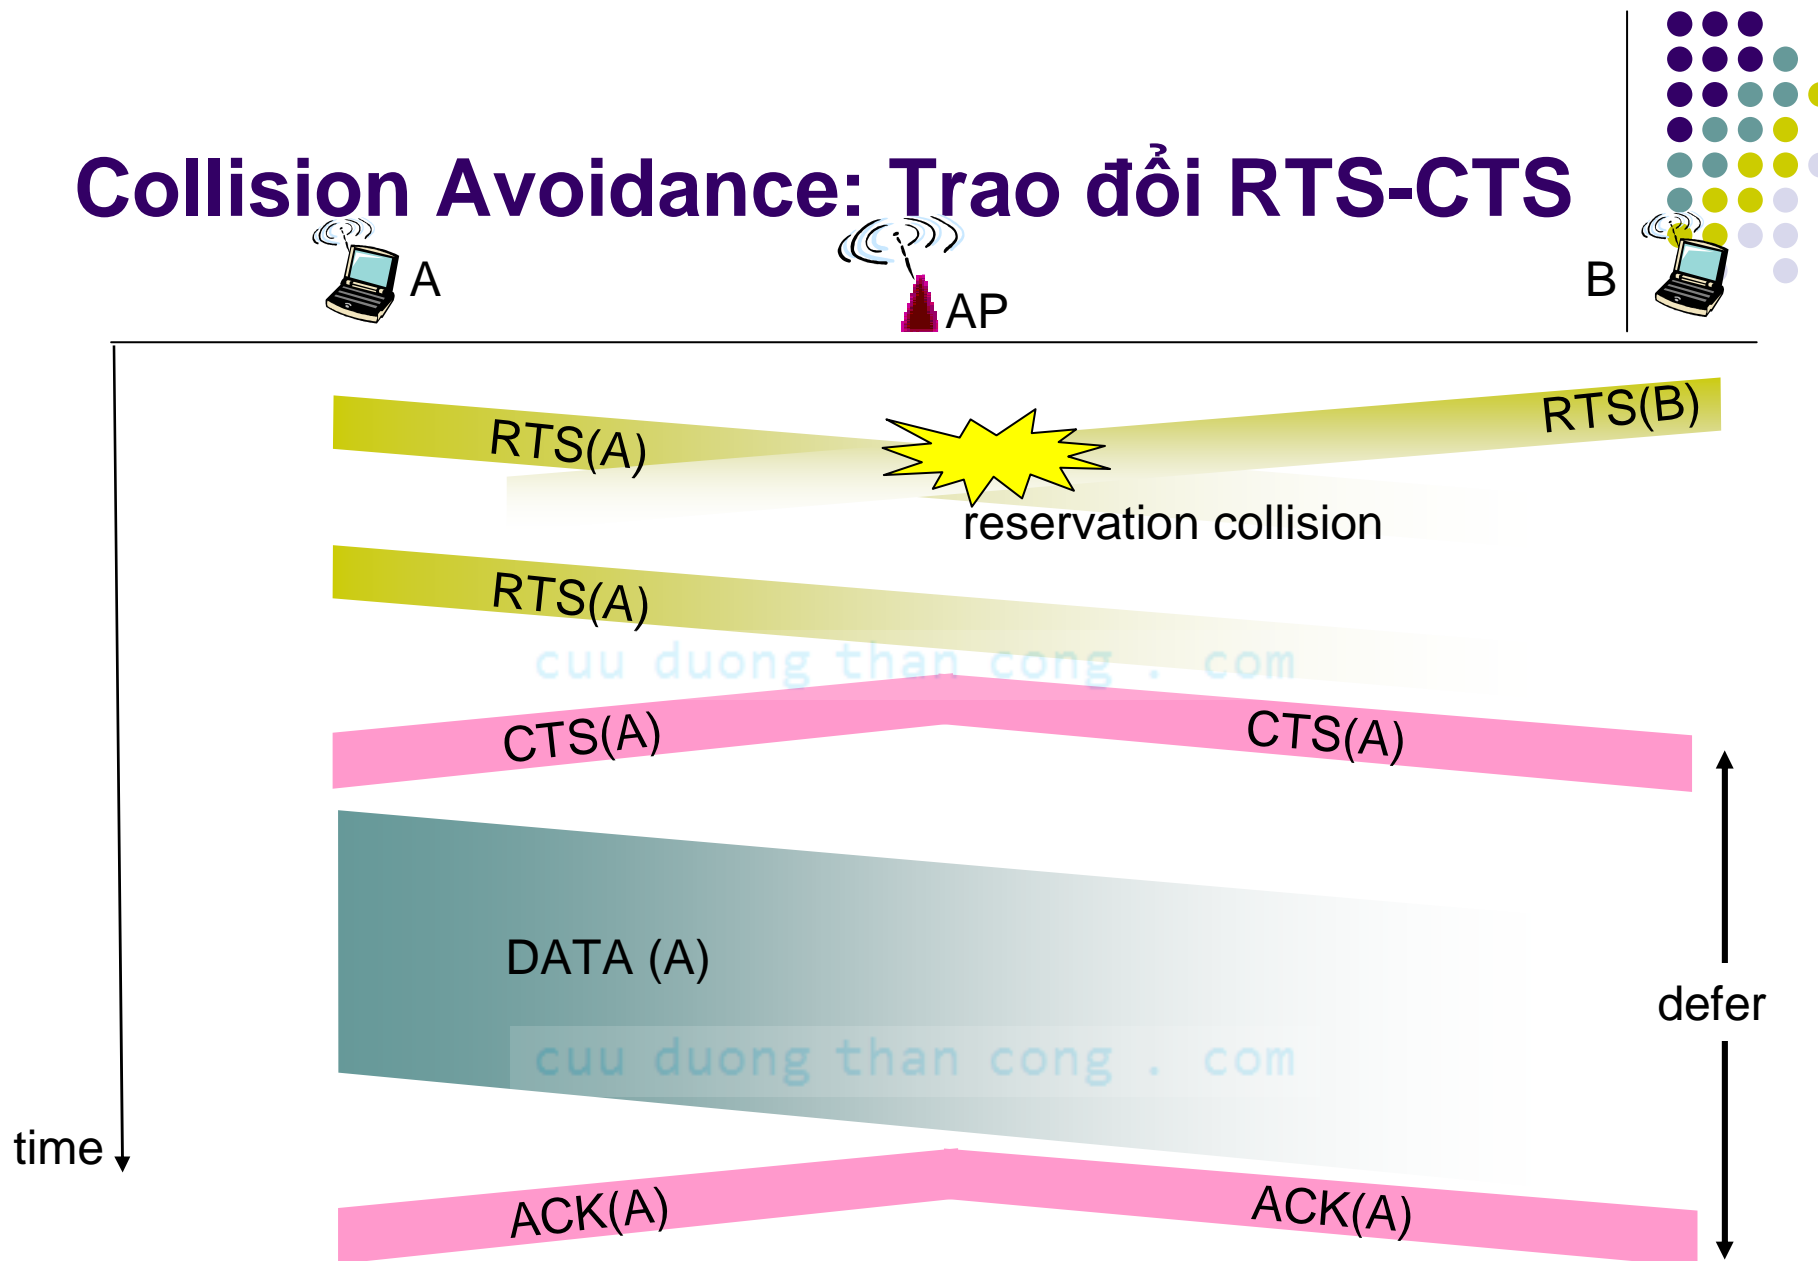 Collision Avoidance: Trao đổi RTS-CTS
A
AP
B
RTS(A)
RTS(B)
reservation collision
RTS(A)
cuu duong than cong . com
CTS(A)
CTS(A)
DATA (A)
defer
cuu duong than cong . com
time
ACK(A)
ACK(A)